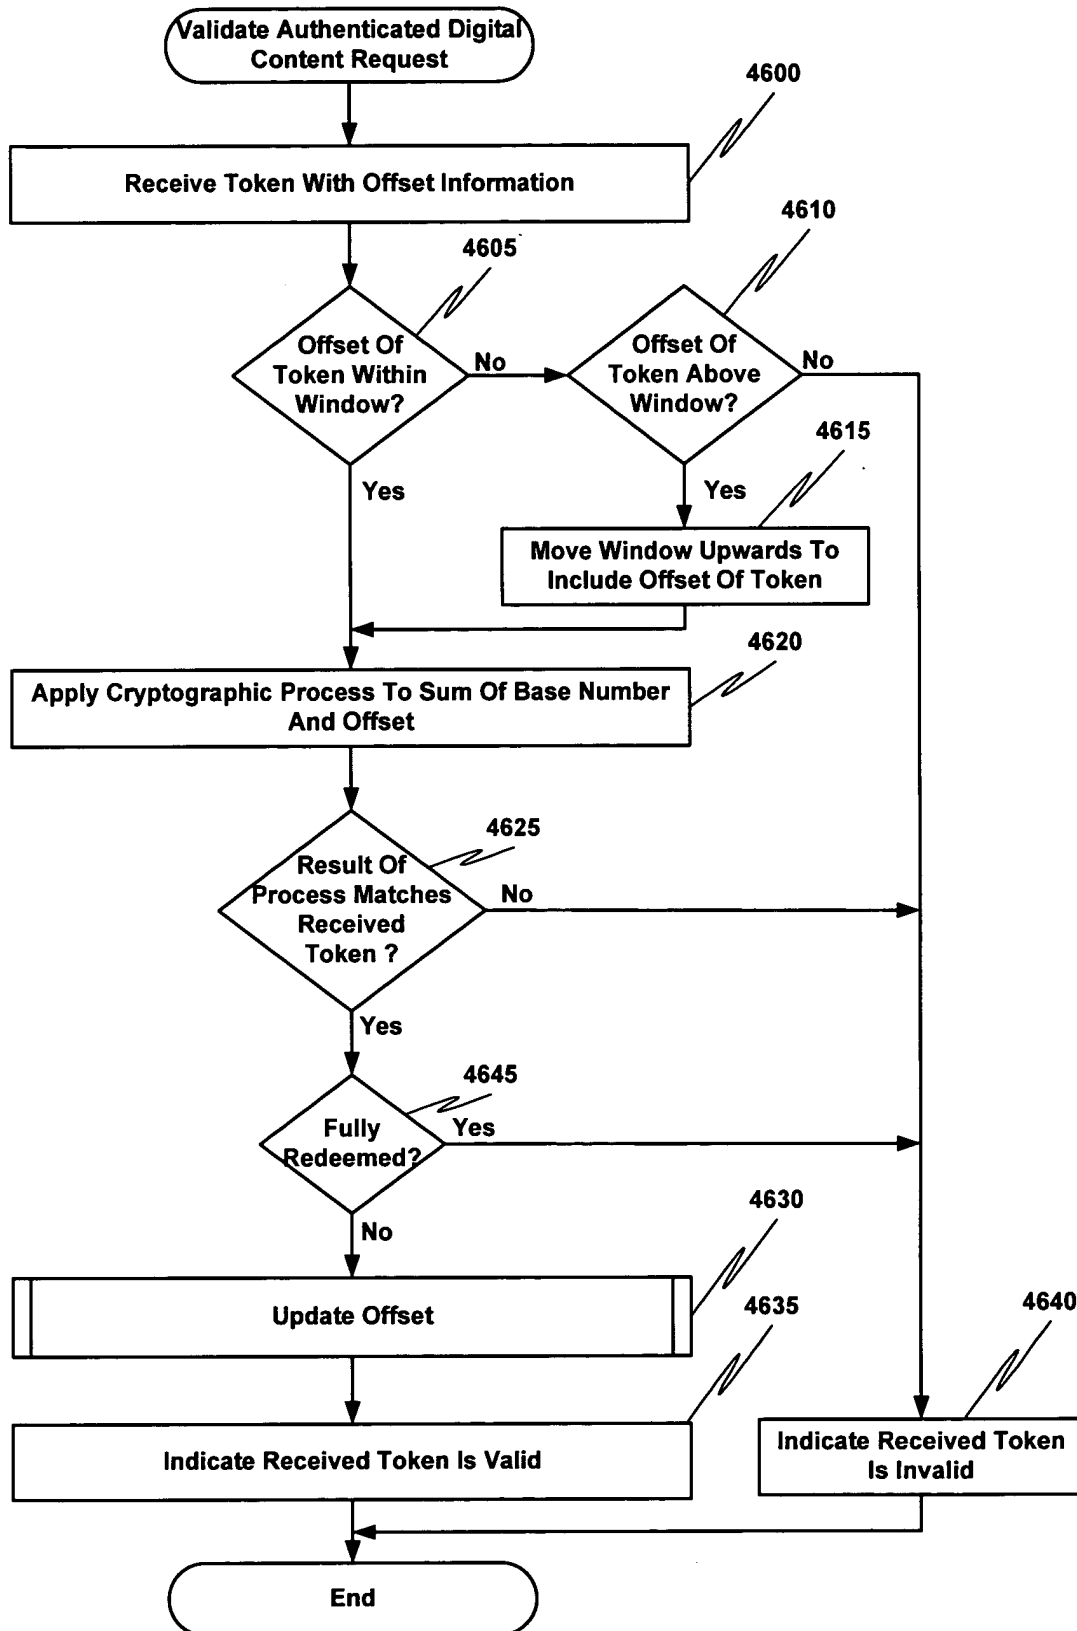 Validate Authenticated Digital
Content Request
4600
Receive Token With Offset Information
4605
4610
Offset Of
Token Within
Window?
No
Offset Of
Token Above
Window?
No
Yes
Yes
4615
Move Window Upwards To
Include Offset Of Token
4620
Apply Cryptographic Process To Sum Of Base Number
And Offset
4625
Result Of
Process Matches
Received
Token ?
No
Yes
4645
Fully
Redeemed?
Yes
No
4630
Update Offset
4635
4640
Indicate Received Token Is Valid
Indicate Received Token
Is Invalid
End